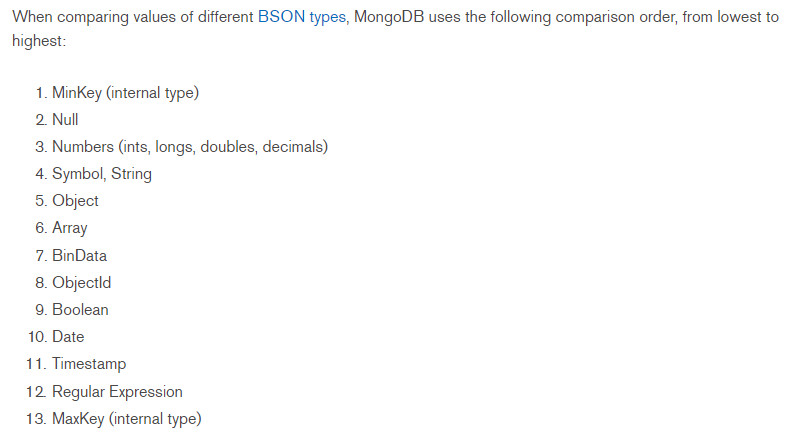 When comparing values of different BSON types, MongoDB uses the following comparison order, from lowest to
highest:
1. MinKey (internal type)
2. Null
3. Numbers (ints, longs, doubles, decimals)
4. Symbol, String
5. Object
6. Array
7. BinData
8. ObjectId
9. Boolean
10. Date
11. Timestamp
12. Regular Expression
13. MaxKey (internal type)